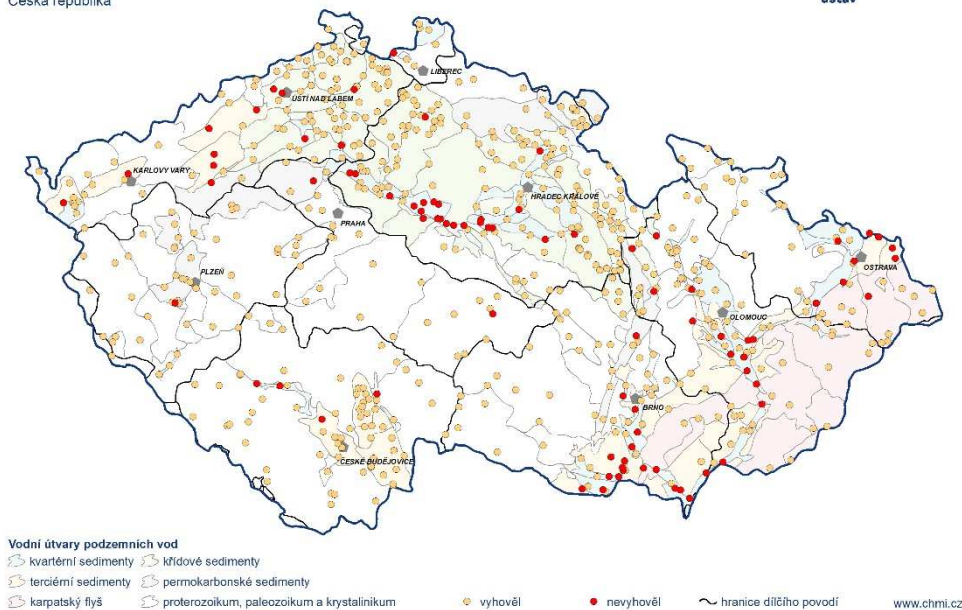 Česká republika
ústav
LIBEREC
ÚSTÍ NAD LABEM
KARLOVY VARY
HRADEC KRÁLOVÉ
PRAHA
PLZEŇ
OSTRAVA
OLOMOUC
BRNO
ČESKÉ BUDĚJOVICE
Vodní útvary podzemních vod
kvartérní sedimenty křídové sedimenty
terciérní sedimenty permokarbonské sedimenty
karpatský flyš proterozoikum, paleozoikum a krystalinikum vyhověl nevyhověl hranice dílčího povodí www.chmi.cz